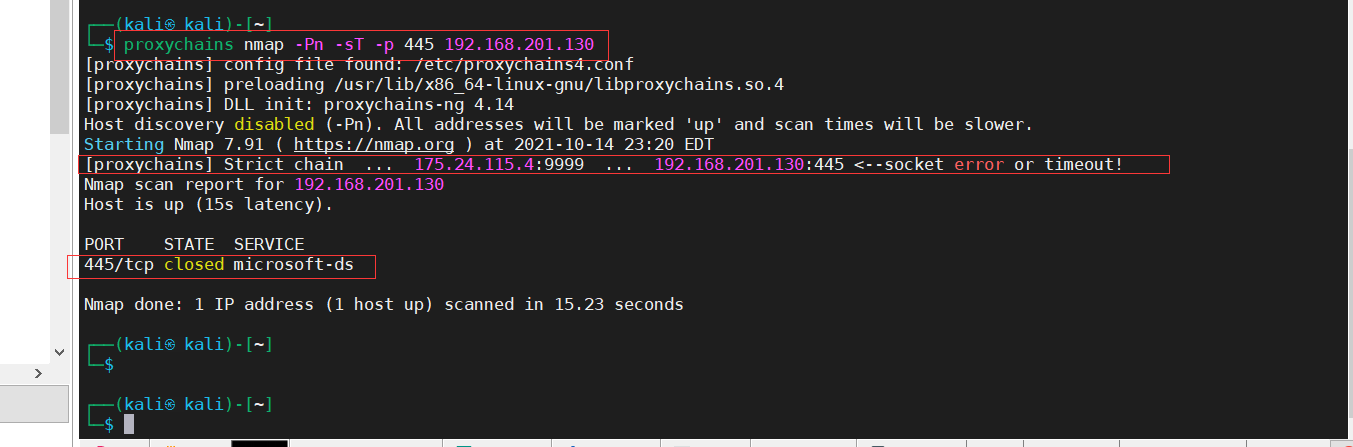 ┌──(kali㉿ kali)-[~]
└─$ proxychains nmap -Pn -sT -p 445 192.168.201.130
[proxychains] config file found: /etc/proxychains4.conf
[proxychains] preloading /usr/lib/x86_64-linux-gnu/libproxychains.so.4
[proxychains] DLL init: proxychains-ng 4.14
Host discovery disabled (-Pn). All addresses will be marked 'up' and scan times will be slower.
Starting Nmap 7.91 ( https://nmap.org ) at 2021-10-14 23:20 EDT
[proxychains] Strict chain  ...  175.24.115.4:9999  ...  192.168.201.130:445 <--socket error or timeout!
Nmap scan report for 192.168.201.130
Host is up (15s latency).
PORT    STATE  SERVICE
445/tcp closed microsoft-ds
Nmap done: 1 IP address (1 host up) scanned in 15.23 seconds
┌──(kali㉿ kali)-[~]
└─$
┌──(kali㉿ kali)-[~]
└─$